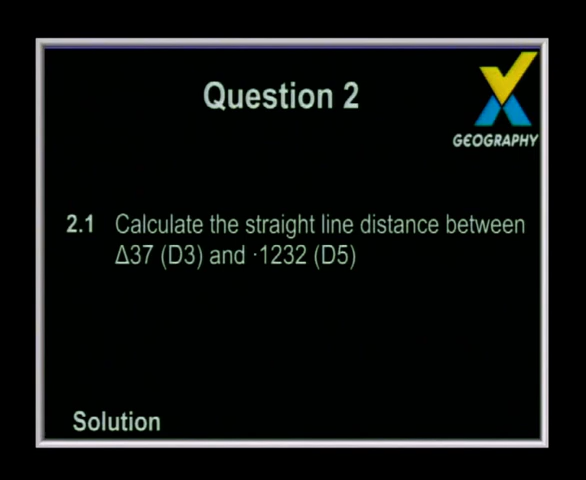 Question 2
GEOGRAPHY
2.1 Calculate the straight line distance between
Δ37 (D3) and ·1232 (D5)
Solution